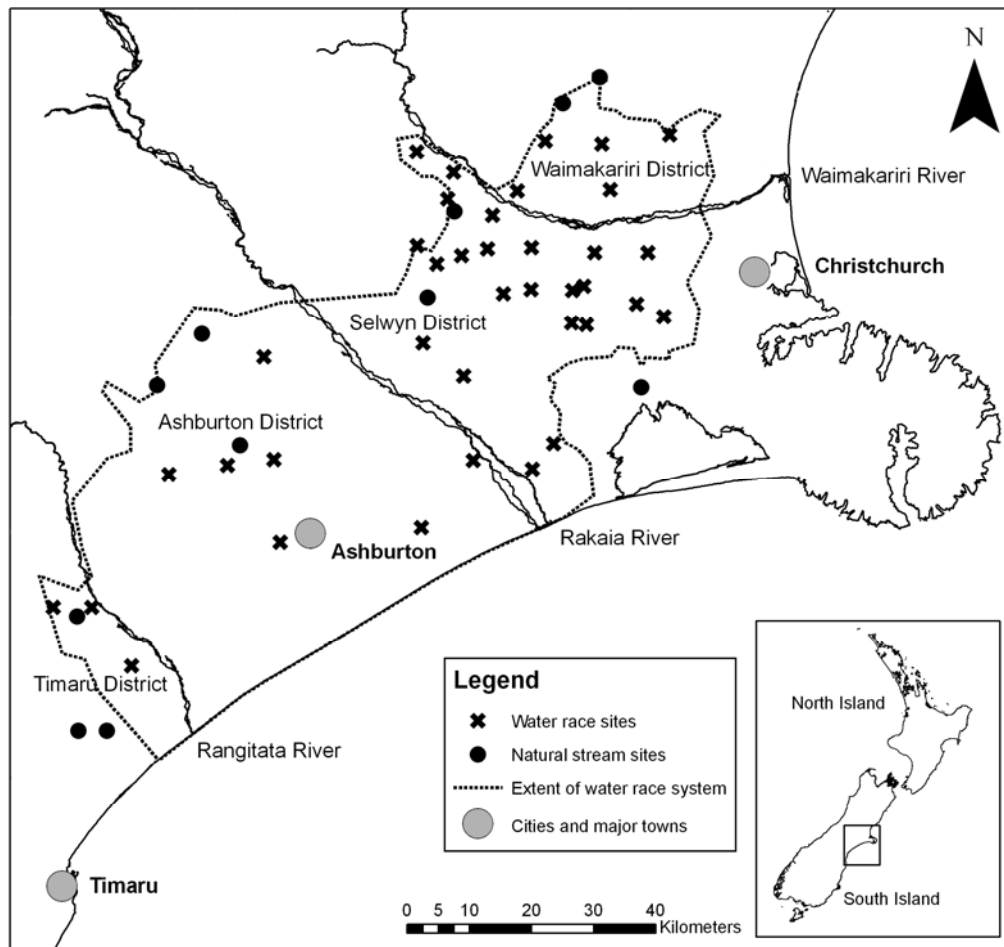 N
Waimakariri District
Waimakariri River
Christchurch
Selwyn District
Ashburton District
Ashburton
Rakaia River
Timaru District
Rangitata River
Timaru
Legend
Water race sites
Natural stream sites
Extent of water race system
Cities and major towns
North Island
South Island
0 5 10 20 30 40
Kilometers